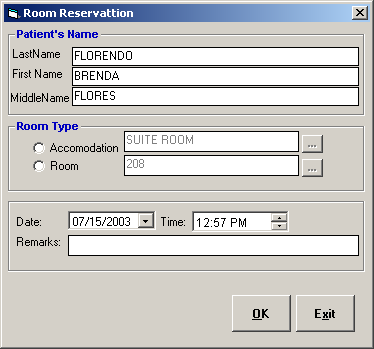 Room Reservattion
Patient's Name
LastName FLORENDO
First Name BRENDA
MiddleName FLORES
Room Type
Accomodation SUITE ROOM ...
Room 208 ...
Date: 07/15/2003 Time: 12:57 PM
Remarks:
OK Exit